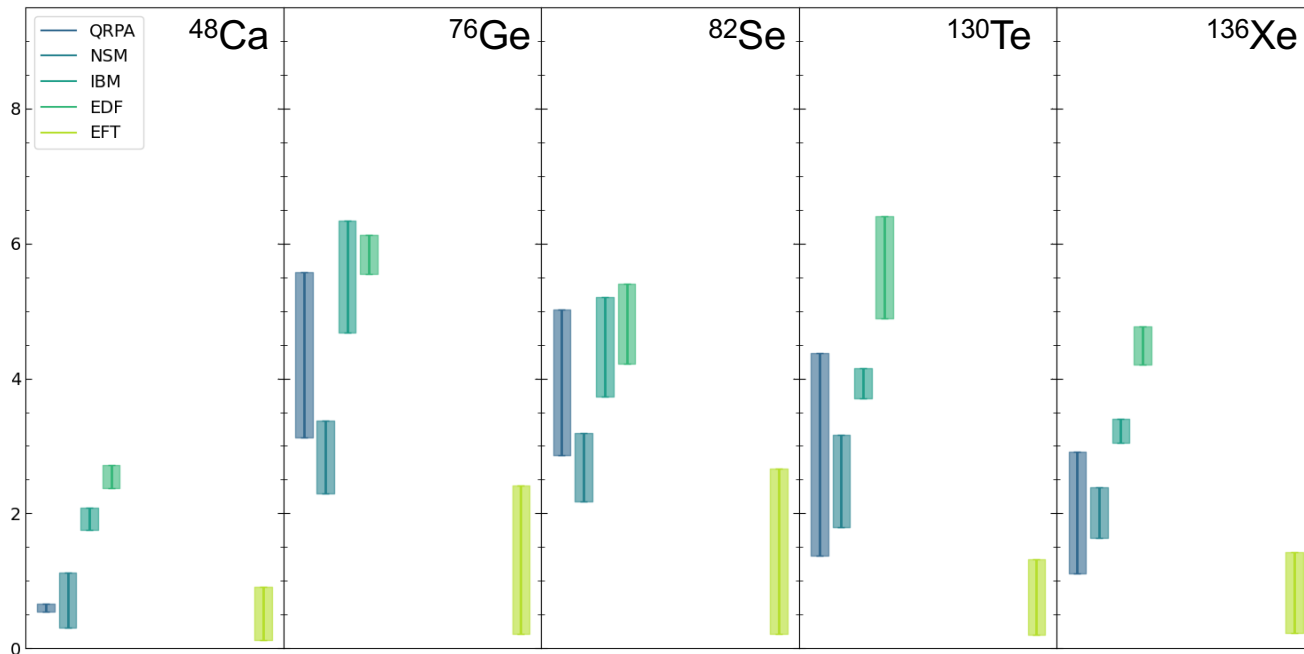 ⁴⁸Ca ⁷⁶Ge ⁸²Se ¹³⁰Te ¹³⁶Xe
QRPA
NSM
IBM
EDF
EFT
8
6
4
2
0